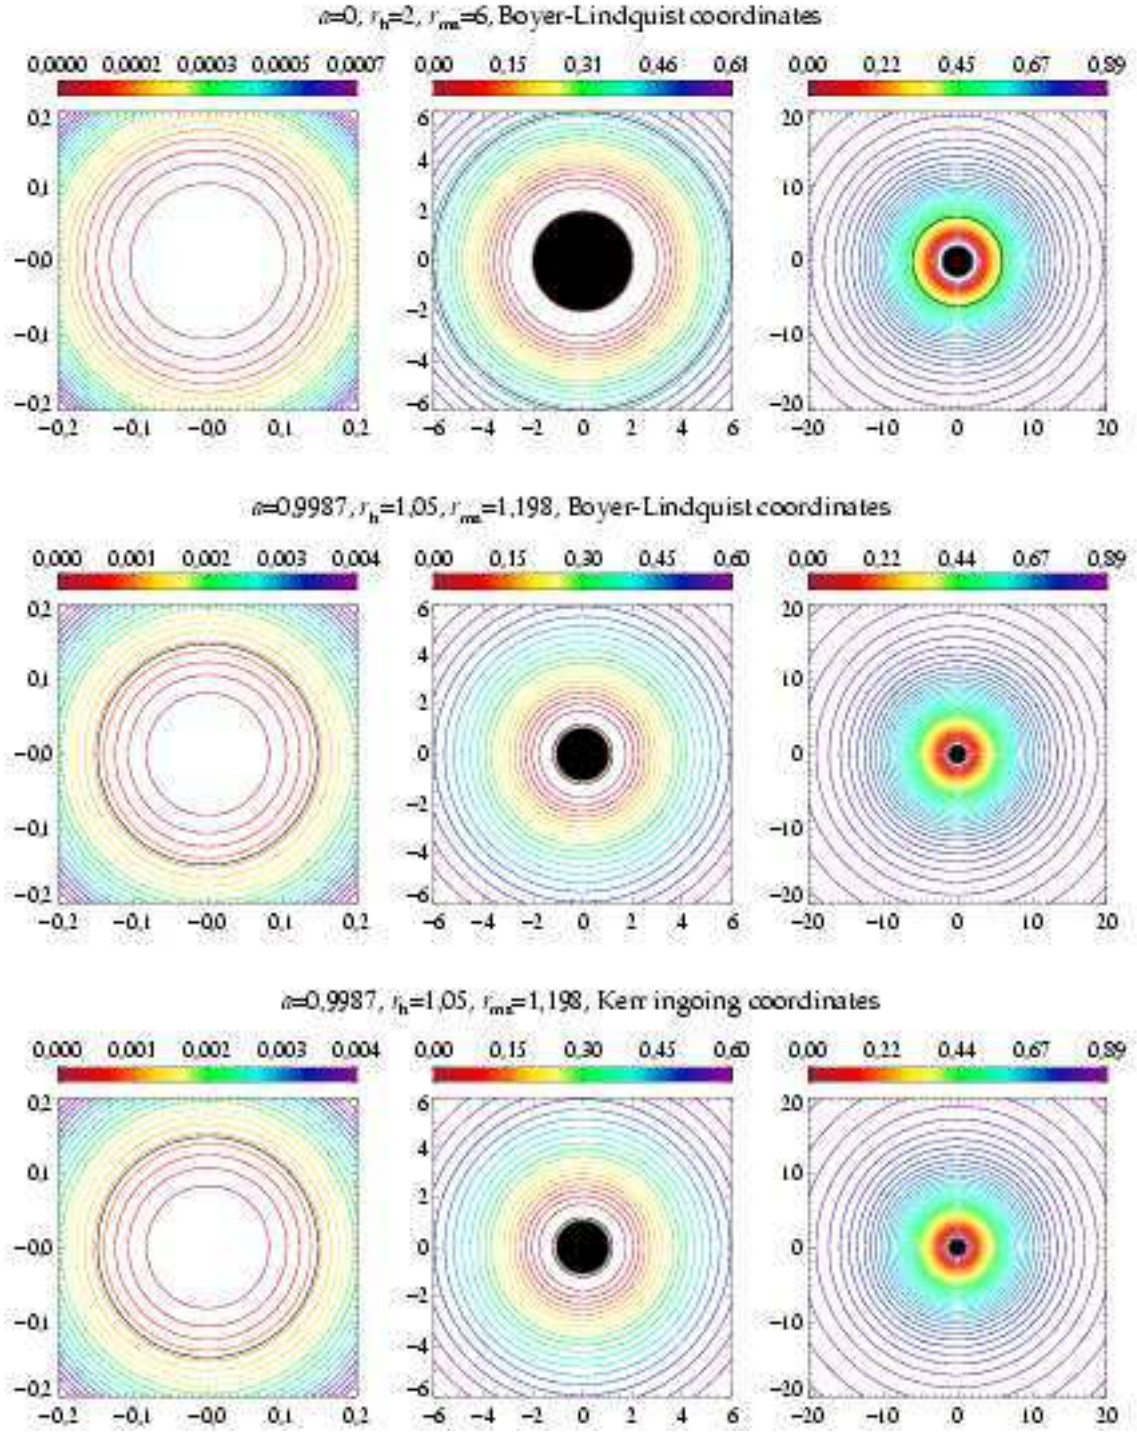 a=0, r_h=2, r_ms=6, Boyer-Lindquist coordinates
0,0000 0,0002 0,0003 0,0005 0,0007
0,00 0,15 0,31 0,46 0,61
0,00 0,22 0,45 0,67 0,89
0,2 0,1 −0,0 −0,1 −0,2
−0,2 −0,1 −0,0 0,1 0,2
6 4 2 0 −2 −4 −6
−6 −4 −2 0 2 4 6
20 10 0 −10 −20
−20 −10 0 10 20
a=0,9987, r_h=1,05, r_ms=1,198, Boyer-Lindquist coordinates
0,000 0,001 0,002 0,003 0,004
0,00 0,15 0,30 0,45 0,60
0,00 0,22 0,44 0,67 0,89
0,2 0,1 −0,0 −0,1 −0,2
−0,2 −0,1 −0,0 0,1 0,2
6 4 2 0 −2 −4 −6
−6 −4 −2 0 2 4 6
20 10 0 −10 −20
−20 −10 0 10 20
a=0,9987, r_h=1,05, r_ms=1,198, Kerr ingoing coordinates
0,000 0,001 0,002 0,003 0,004
0,00 0,15 0,30 0,45 0,60
0,00 0,22 0,44 0,67 0,89
0,2 0,1 −0,0 −0,1 −0,2
−0,2 −0,1 −0,0 0,1 0,2
6 4 2 0 −2 −4 −6
−6 −4 −2 0 2 4 6
20 10 0 −10 −20
−20 −10 0 10 20